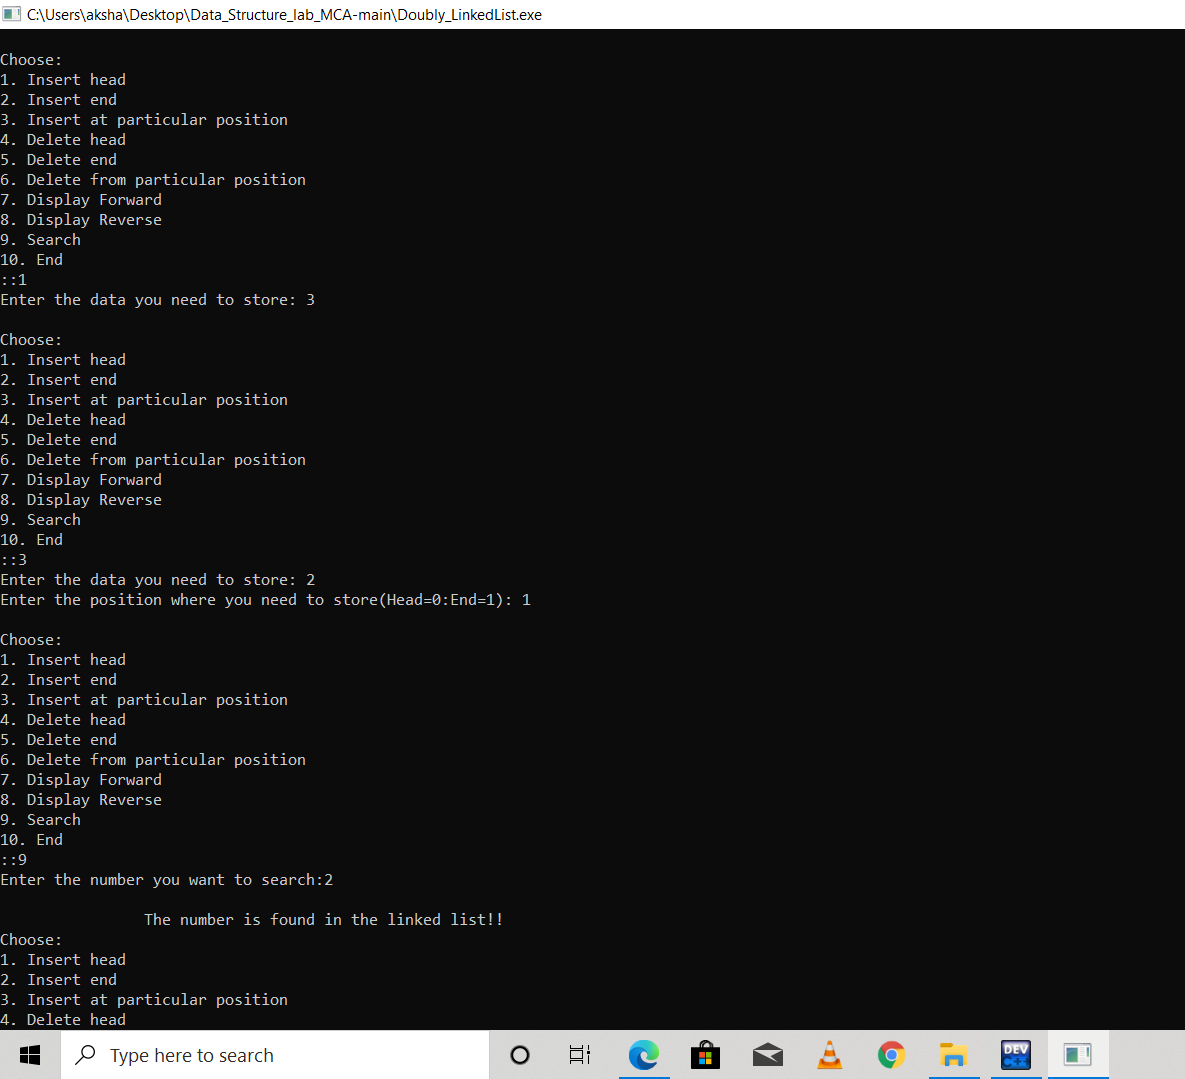 C:\Users\aksha\Desktop\Data_Structure_lab_MCA-main\Doubly_LinkedList.exe
Choose:
1. Insert head
2. Insert end
3. Insert at particular position
4. Delete head
5. Delete end
6. Delete from particular position
7. Display Forward
8. Display Reverse
9. Search
10. End
::1
Enter the data you need to store: 3
Choose:
1. Insert head
2. Insert end
3. Insert at particular position
4. Delete head
5. Delete end
6. Delete from particular position
7. Display Forward
8. Display Reverse
9. Search
10. End
::3
Enter the data you need to store: 2
Enter the position where you need to store(Head=0:End=1): 1
Choose:
1. Insert head
2. Insert end
3. Insert at particular position
4. Delete head
5. Delete end
6. Delete from particular position
7. Display Forward
8. Display Reverse
9. Search
10. End
::9
Enter the number you want to search:2
The number is found in the linked list!!
Choose:
1. Insert head
2. Insert end
3. Insert at particular position
4. Delete head
Type here to search
DEV
C++